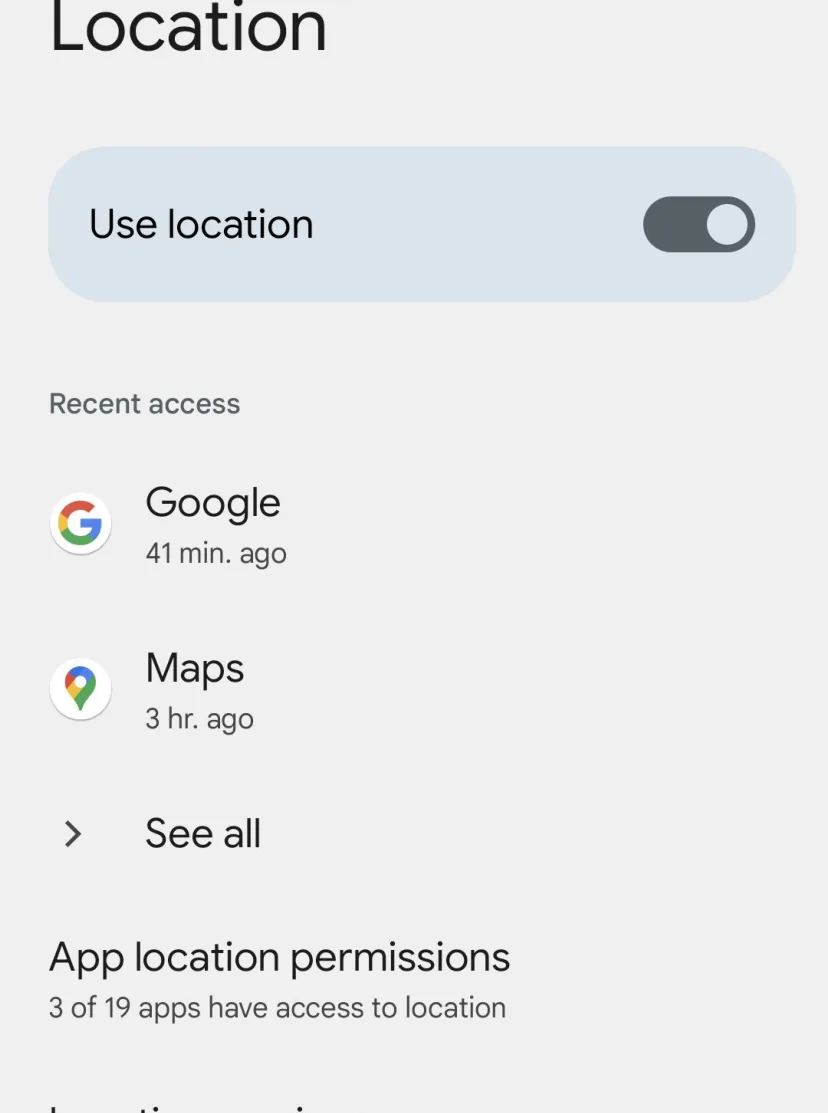 Location
Use location
Recent access
Google
41 min. ago
Maps
3 hr. ago
See all
App location permissions
3 of 19 apps have access to location